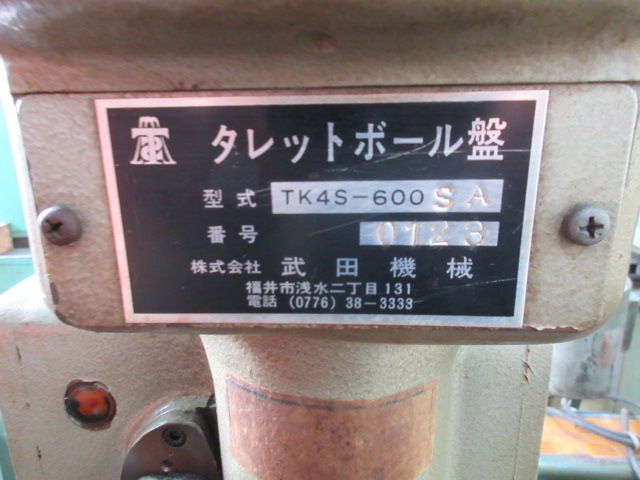 タレットボール盤
型式 TK4S-600 SA
番号 0123
株式会社 武田機械
福井市浅水二丁目131
電話 (0776) 38-3333